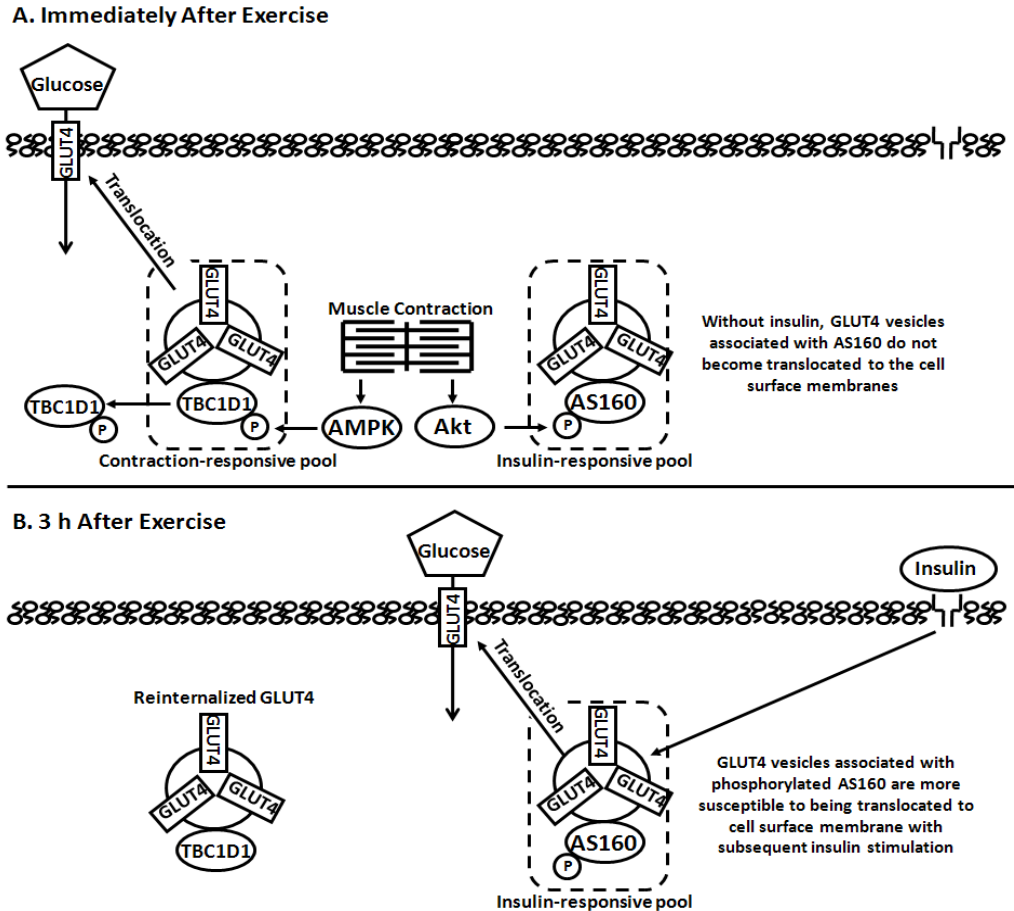 A. Immediately After Exercise
Glucose
GLUT4
Translocation
GLUT4
GLUT4
GLUT4
TBC1D1
P
TBC1D1
P
Contraction-responsive pool
Muscle Contraction
AMPK
Akt
GLUT4
GLUT4
GLUT4
AS160
P
Insulin-responsive pool
Without insulin, GLUT4 vesicles
associated with AS160 do not
become translocated to the cell
surface membranes
B. 3 h After Exercise
Glucose
GLUT4
Insulin
Translocation
Reinternalized GLUT4
GLUT4
GLUT4
GLUT4
TBC1D1
GLUT4
GLUT4
GLUT4
AS160
P
Insulin-responsive pool
GLUT4 vesicles associated with
phosphorylated AS160 are more
susceptible to being translocated to
cell surface membrane with
subsequent insulin stimulation